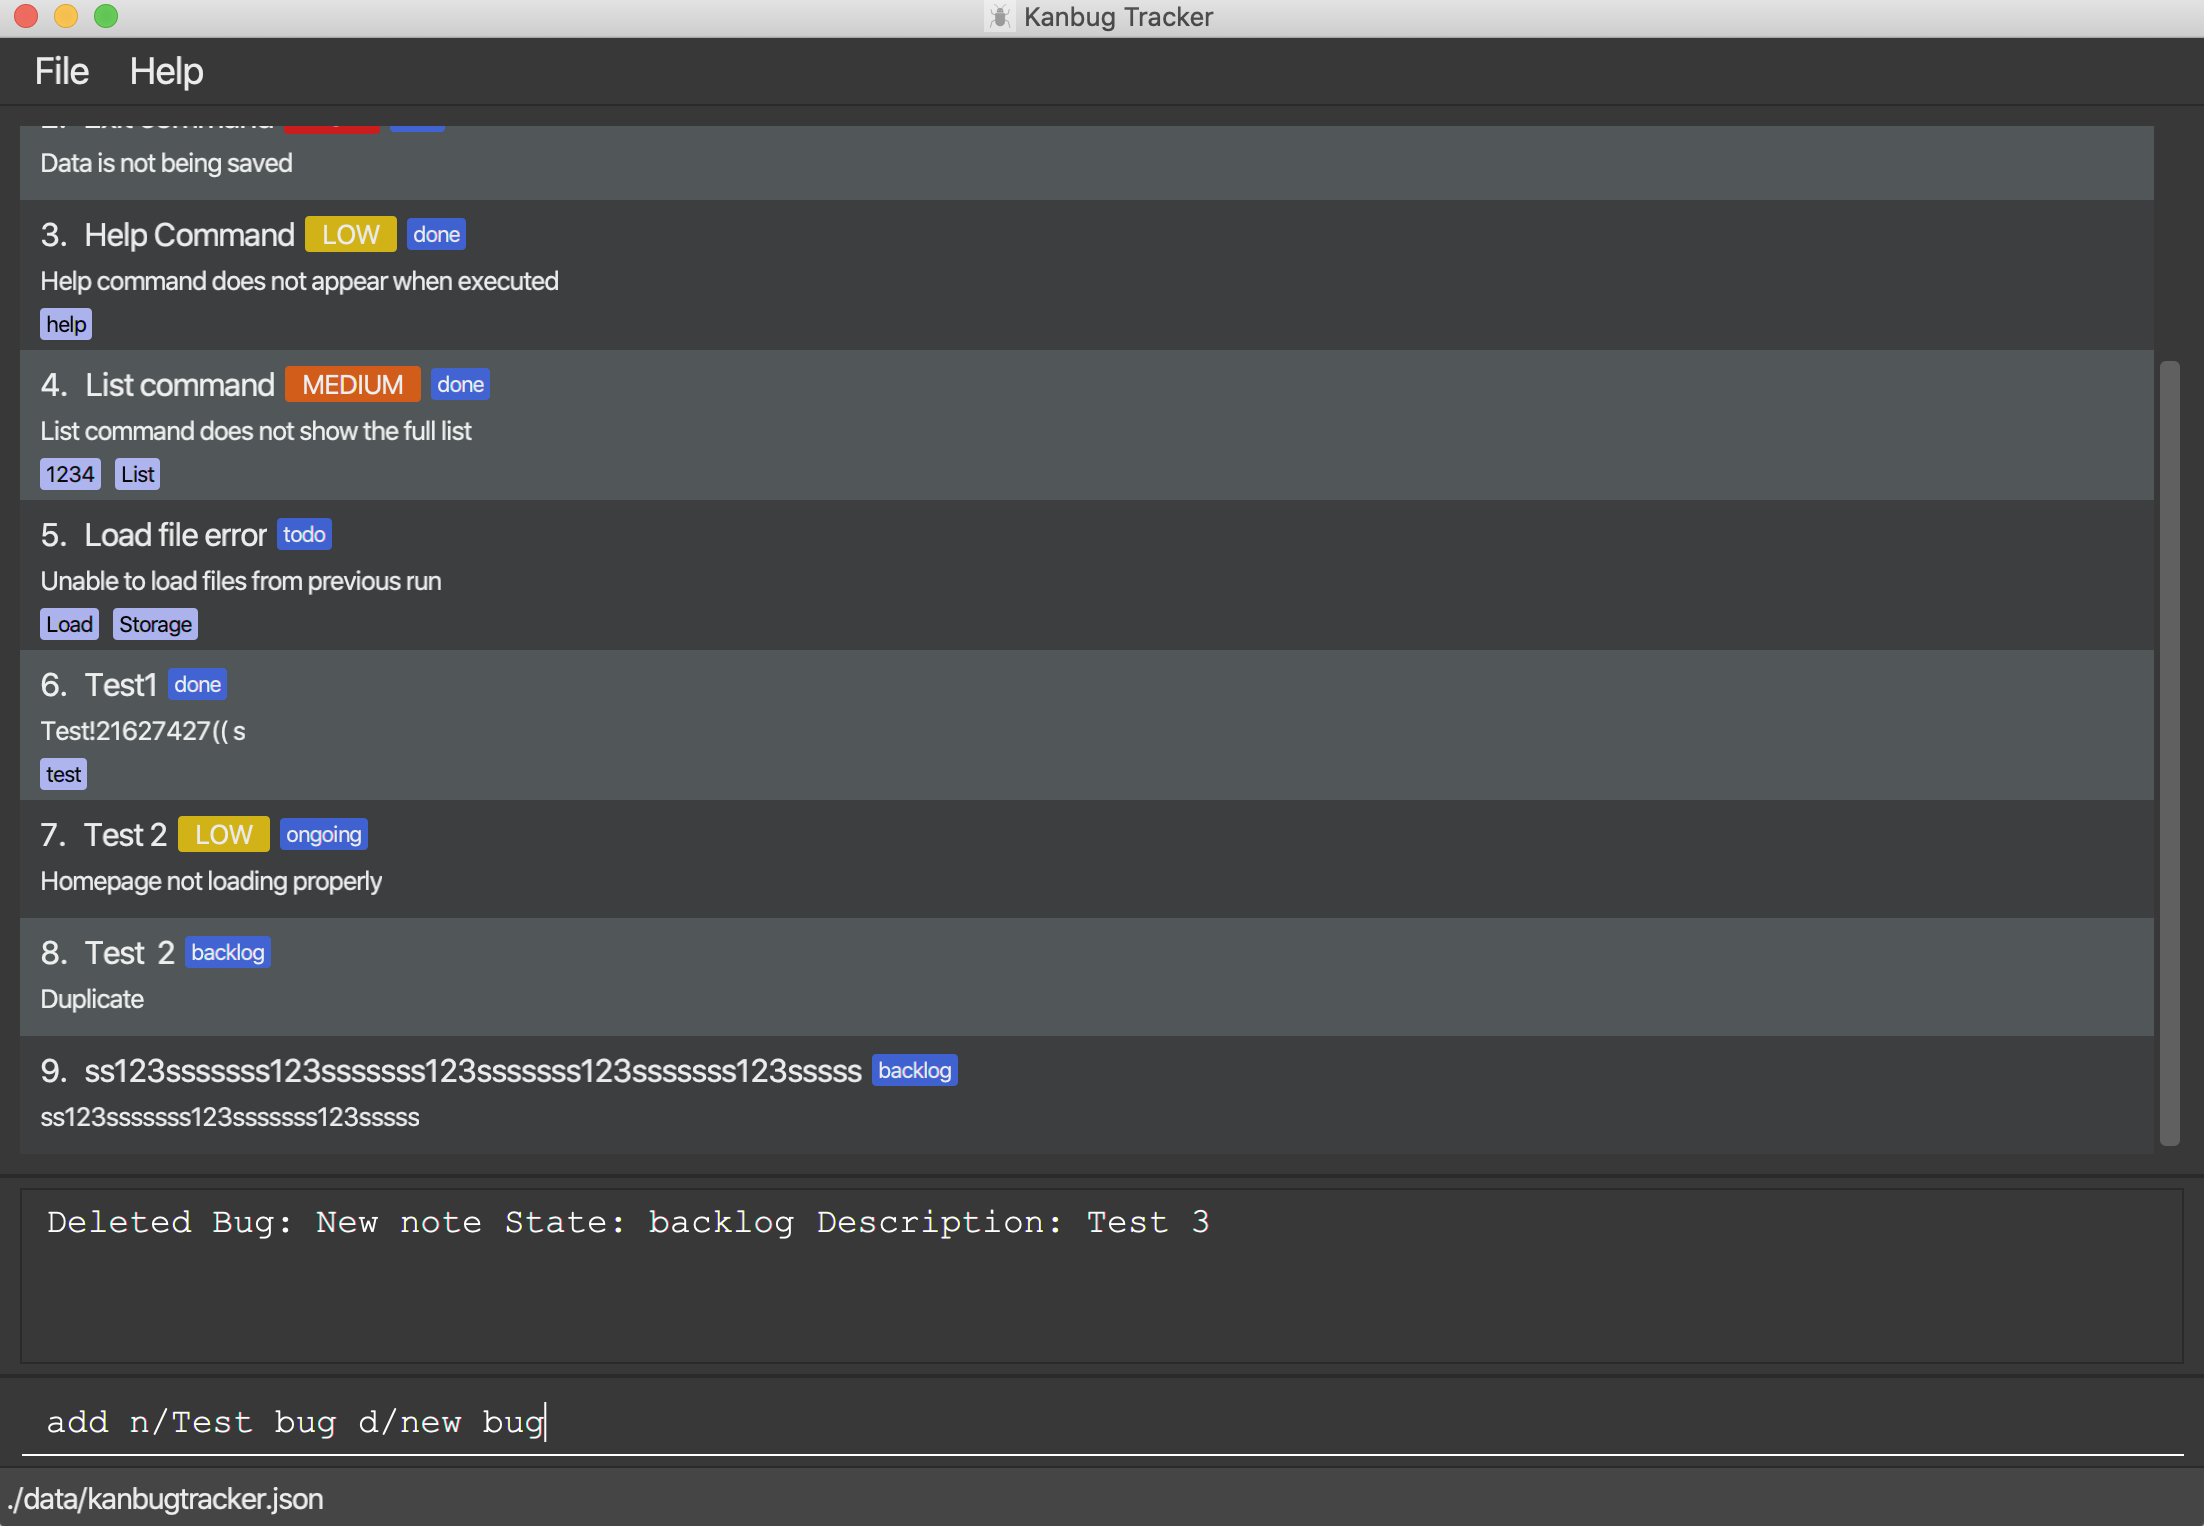 Kanbug Tracker
File Help
2. Exit command
Data is not being saved
3. Help Command LOW done
Help command does not appear when executed
help
4. List command MEDIUM done
List command does not show the full list
1234 List
5. Load file error todo
Unable to load files from previous run
Load Storage
6. Test1 done
Test!21627427(( s
test
7. Test 2 LOW ongoing
Homepage not loading properly
8. Test  2 backlog
Duplicate
9. ss123sssssss123sssssss123sssssss123sssssss123sssss backlog
ss123sssssss123sssssss123sssss
Deleted Bug: New note State: backlog Description: Test 3
add n/Test bug d/new bug
./data/kanbugtracker.json